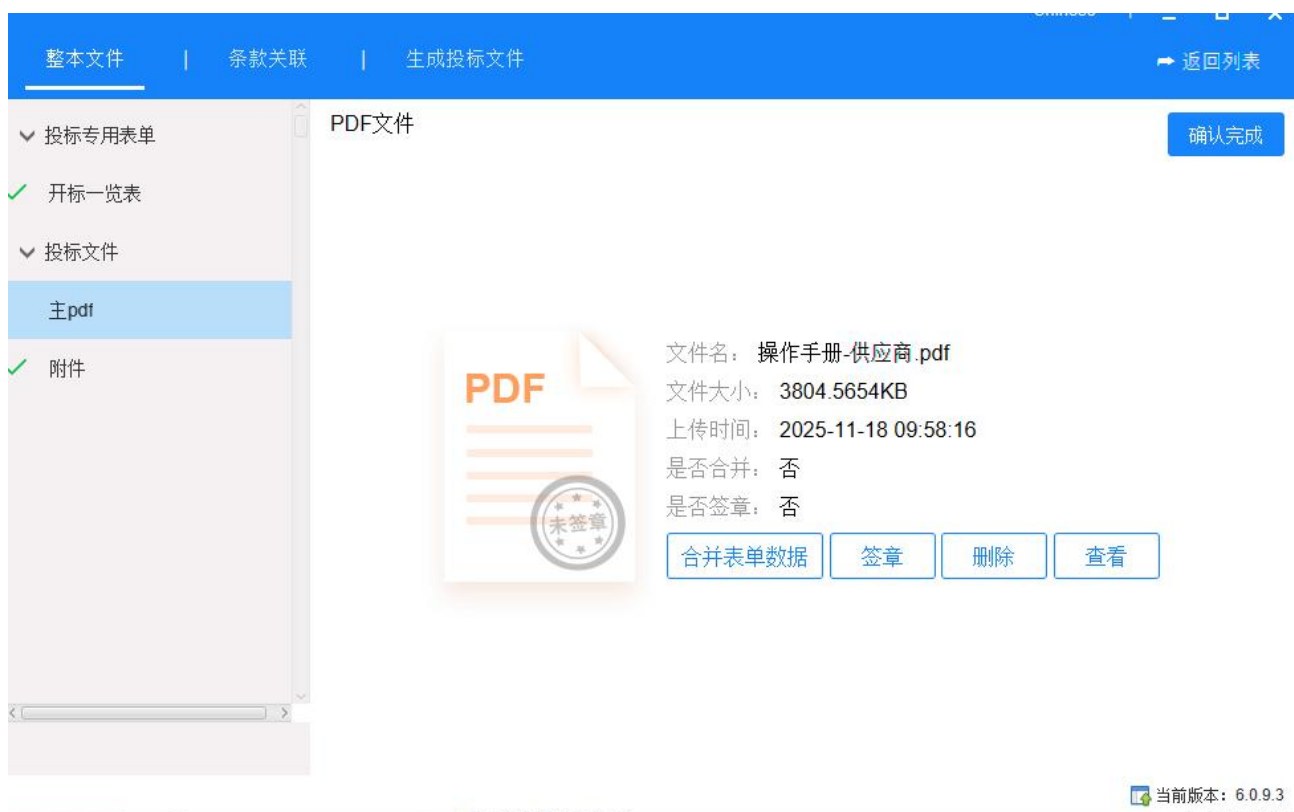 整本文件 | 条款关联 | 生成投标文件
返回列表
投标专用表单
PDF文件
确认完成
开标一览表
投标文件
主pdf
附件
PDF
未签章
文件名： 操作手册-供应商.pdf
文件大小： 3804.5654KB
上传时间： 2025-11-18 09:58:16
是否合并： 否
是否签章： 否
合并表单数据 签章 删除 查看
当前版本：6.0.9.3